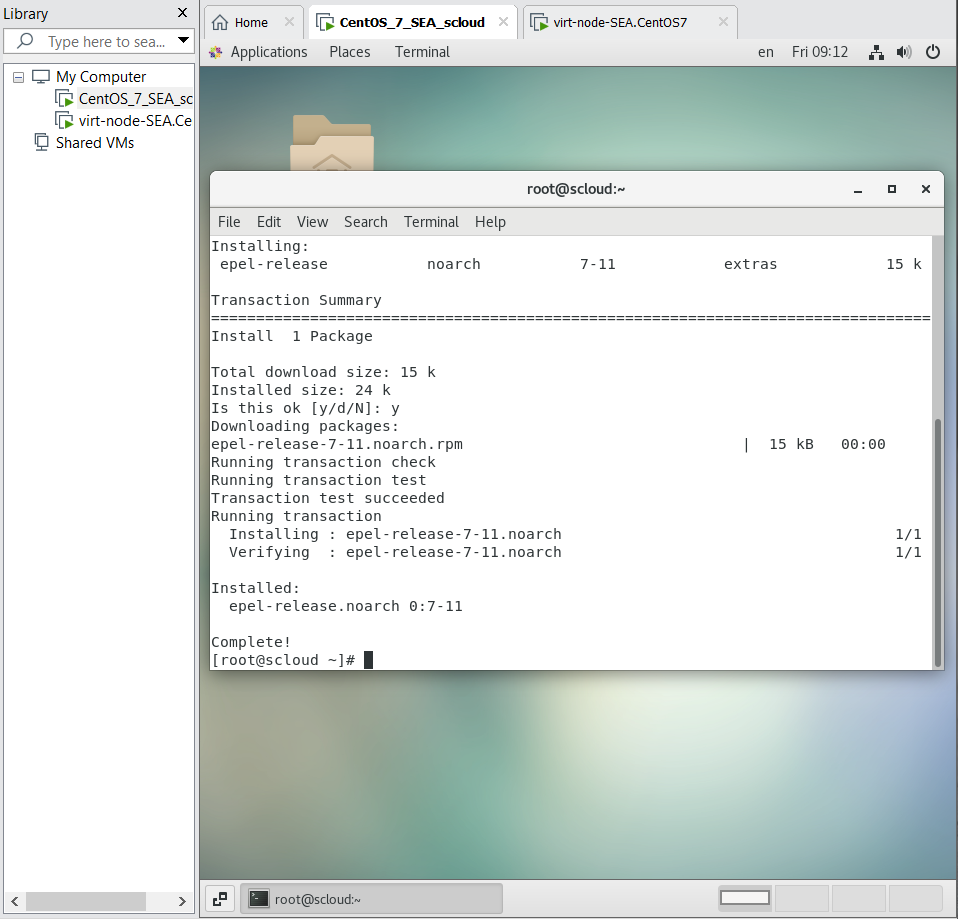 Library
Type here to sea...
My Computer
CentOS_7_SEA_sc
virt-node-SEA.Ce
Shared VMs
Home
CentOS_7_SEA_scloud
virt-node-SEA.CentOS7
Applications Places Terminal en Fri 09:12
root@scloud:~
File Edit View Search Terminal Help
Installing:
epel-release noarch 7-11 extras 15 k
Transaction Summary
================================================================================
Install 1 Package
Total download size: 15 k
Installed size: 24 k
Is this ok [y/d/N]: y
Downloading packages:
epel-release-7-11.noarch.rpm | 15 kB 00:00
Running transaction check
Running transaction test
Transaction test succeeded
Running transaction
Installing : epel-release-7-11.noarch 1/1
Verifying : epel-release-7-11.noarch 1/1
Installed:
epel-release.noarch 0:7-11
Complete!
[root@scloud ~]#
root@scloud:~